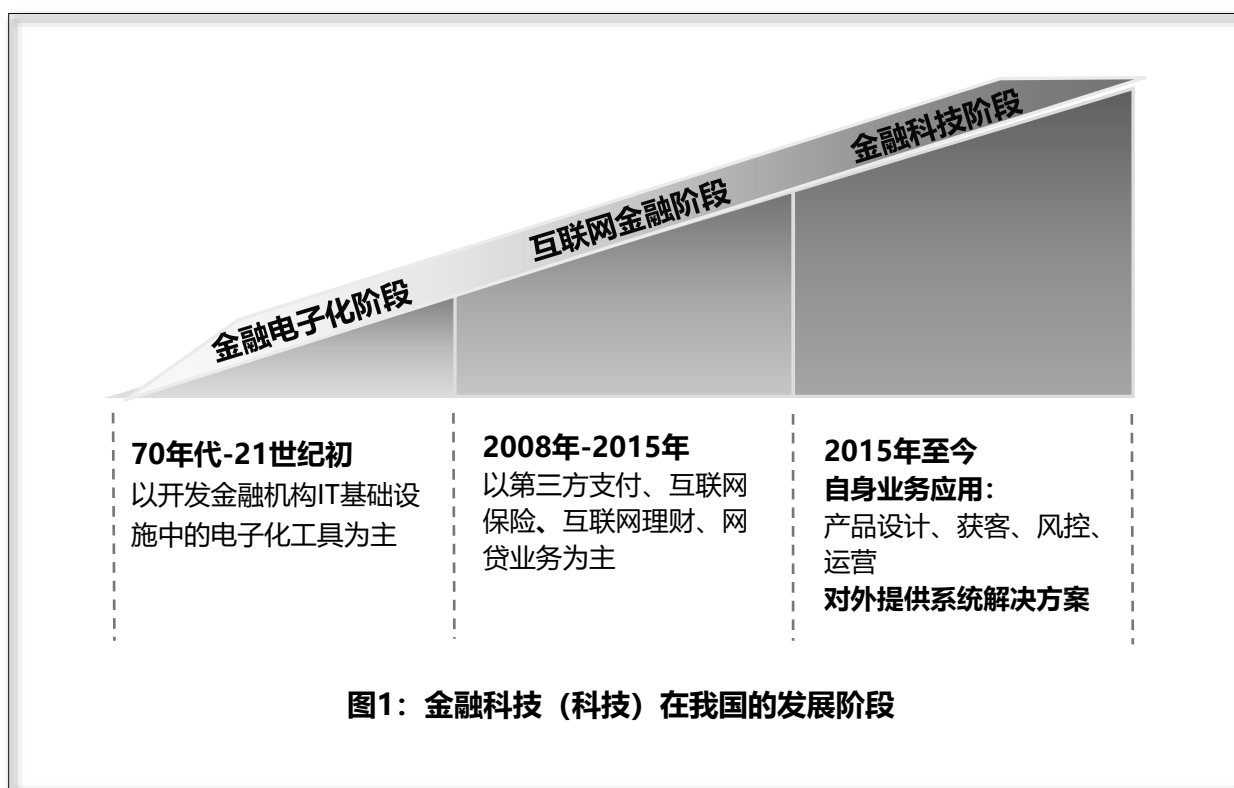 金融电子化阶段
互联网金融阶段
金融科技阶段
70年代-21世纪初
以开发金融机构IT基础设
施中的电子化工具为主
2008年-2015年
以第三方支付、互联网
保险、互联网理财、网
贷业务为主
2015年至今
自身业务应用：
产品设计、获客、风控、
运营
对外提供系统解决方案
图1：金融科技（科技）在我国的发展阶段